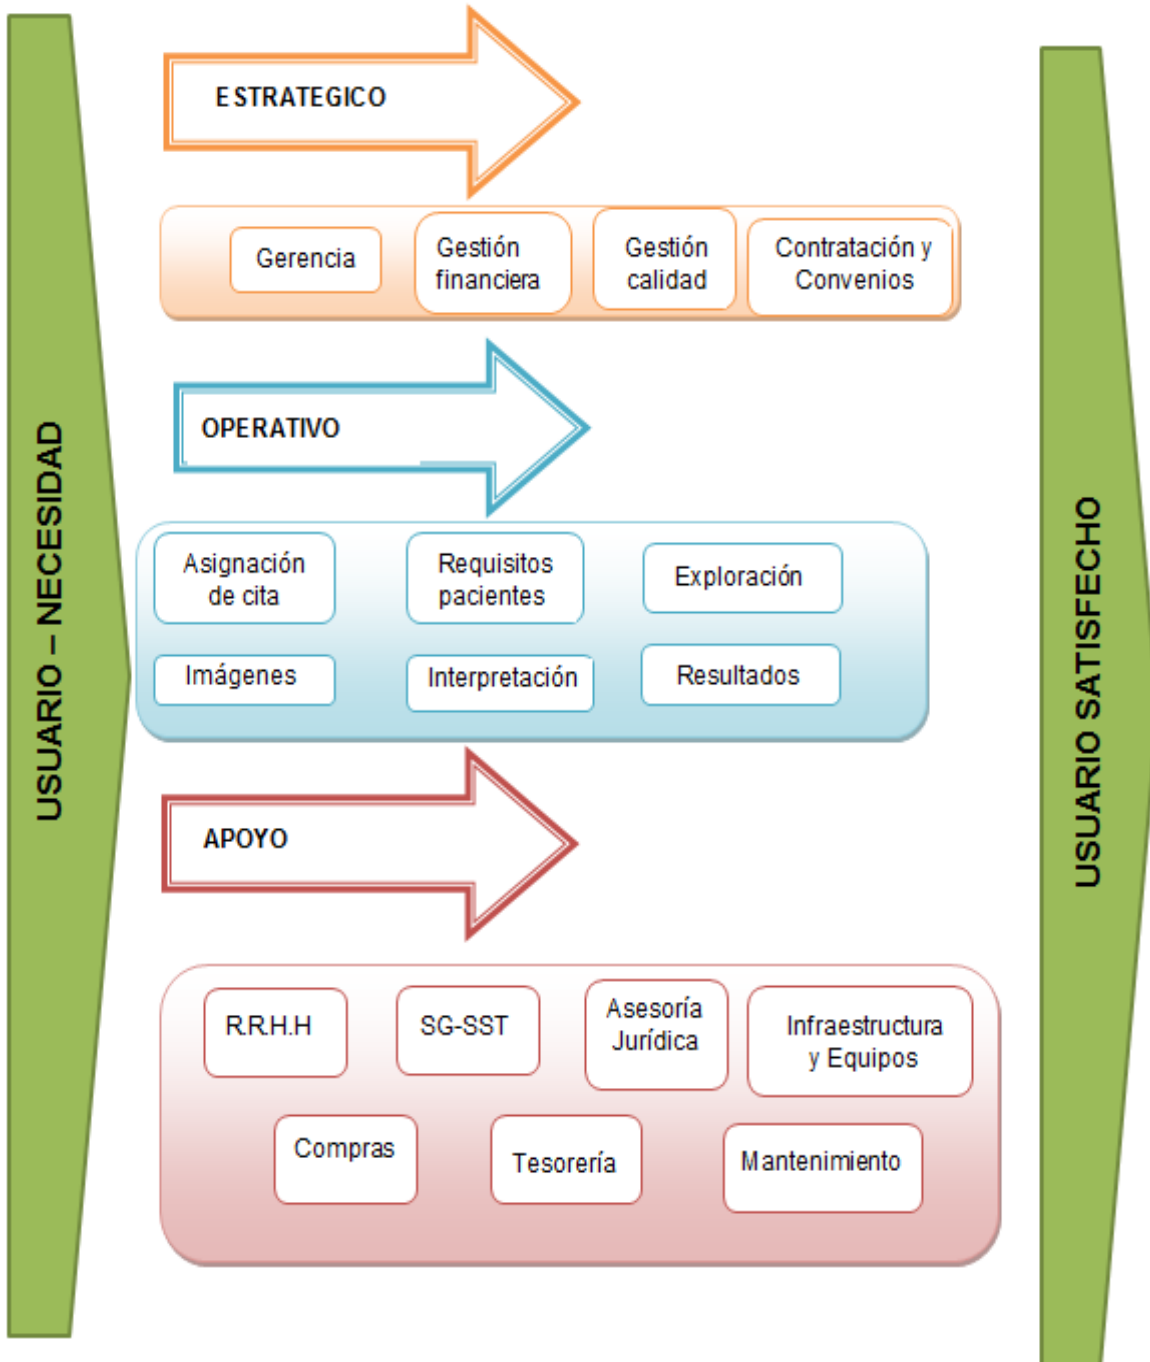 USUARIO – NECESIDAD
ESTRATEGICO
Gerencia
Gestión
financiera
Gestión
calidad
Contratación y
Convenios
OPERATIVO
Asignación
de cita
Requisitos
pacientes
Exploración
Imágenes
Interpretación
Resultados
APOYO
R.R.H.H
SG-SST
Asesoría
Jurídica
Infraestructura
y Equipos
Compras
Tesorería
Mantenimiento
USUARIO SATISFECHO